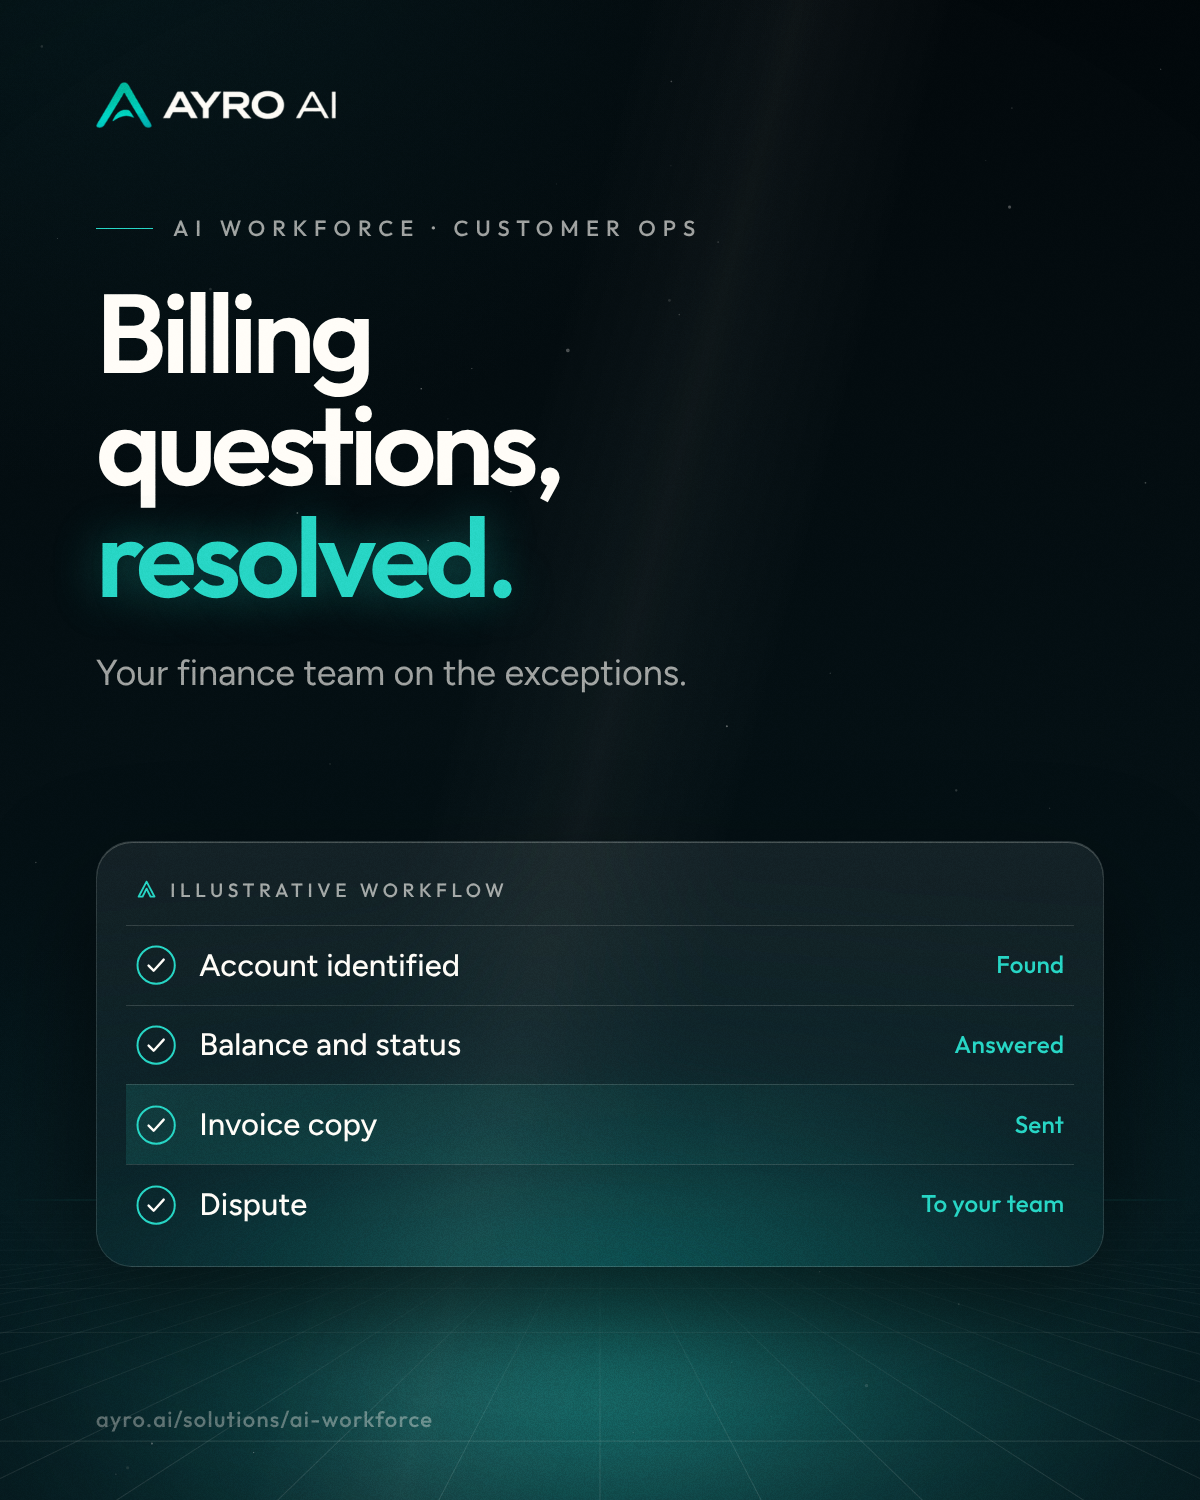 AYRO AI
AI WORKFORCE · CUSTOMER OPS
Billing
questions,
resolved.
Your finance team on the exceptions.
ILLUSTRATIVE WORKFLOW
Account identified Found
Balance and status Answered
Invoice copy Sent
Dispute To your team
ayro.ai/solutions/ai-workforce